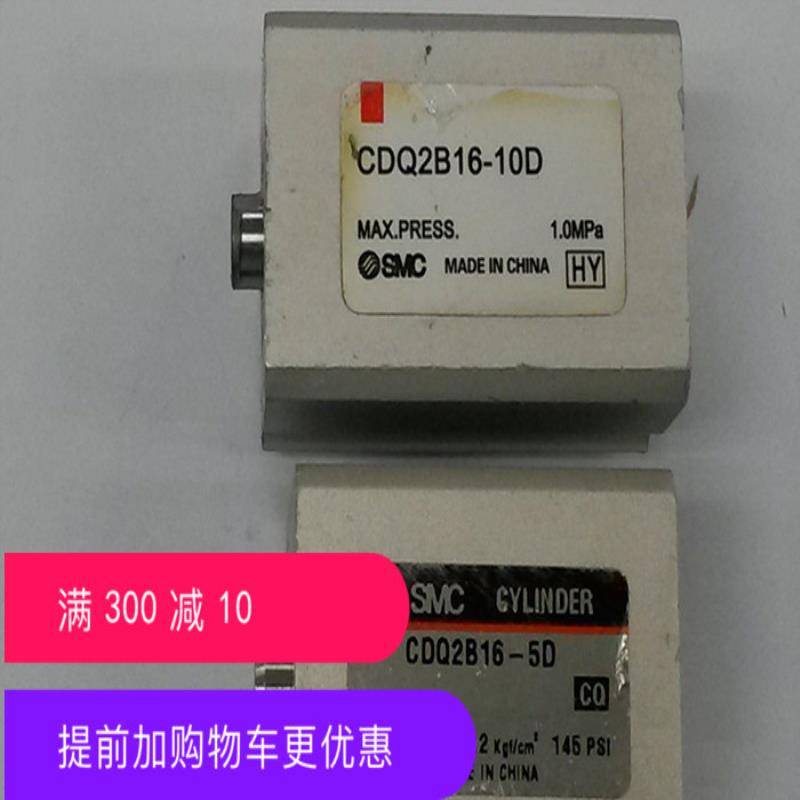 CDQ2B16-10D
MAX.PRESS. 1.0MPa
SMC MADE IN CHINA HY
SMC CYLINDER
CDQ2B16-5D
CQ
2 Kgf/cm² 145 PSI
IN CHINA
满 300 减 10
提前加购物车更优惠